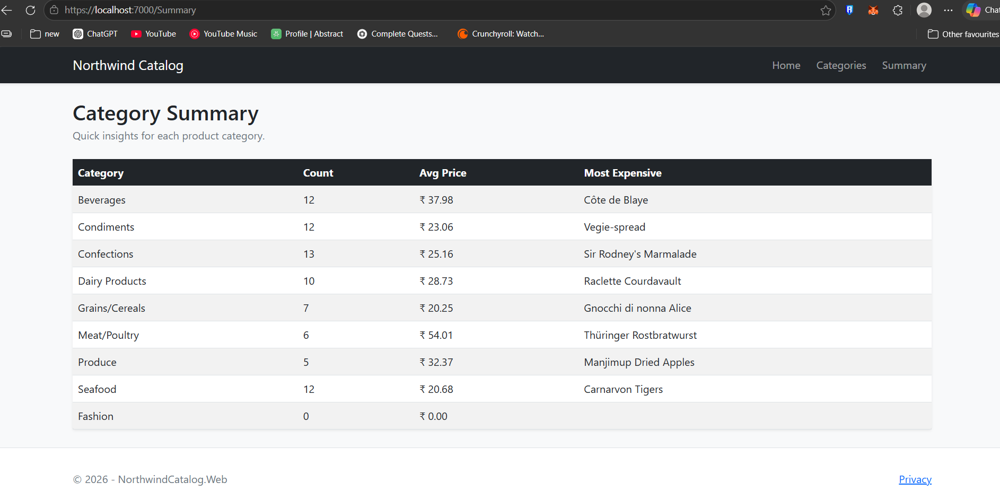 https://localhost:7000/Summary
Chat
new ChatGPT YouTube YouTube Music Profile | Abstract Complete Quests... Crunchyroll: Watch... Other favourites
Northwind Catalog Home Categories Summary
Category Summary
Quick insights for each product category.
Category Count Avg Price Most Expensive
Beverages 12 ₹ 37.98 Côte de Blaye
Condiments 12 ₹ 23.06 Vegie-spread
Confections 13 ₹ 25.16 Sir Rodney's Marmalade
Dairy Products 10 ₹ 28.73 Raclette Courdavault
Grains/Cereals 7 ₹ 20.25 Gnocchi di nonna Alice
Meat/Poultry 6 ₹ 54.01 Thüringer Rostbratwurst
Produce 5 ₹ 32.37 Manjimup Dried Apples
Seafood 12 ₹ 20.68 Carnarvon Tigers
Fashion 0 ₹ 0.00
© 2026 - NorthwindCatalog.Web Privacy